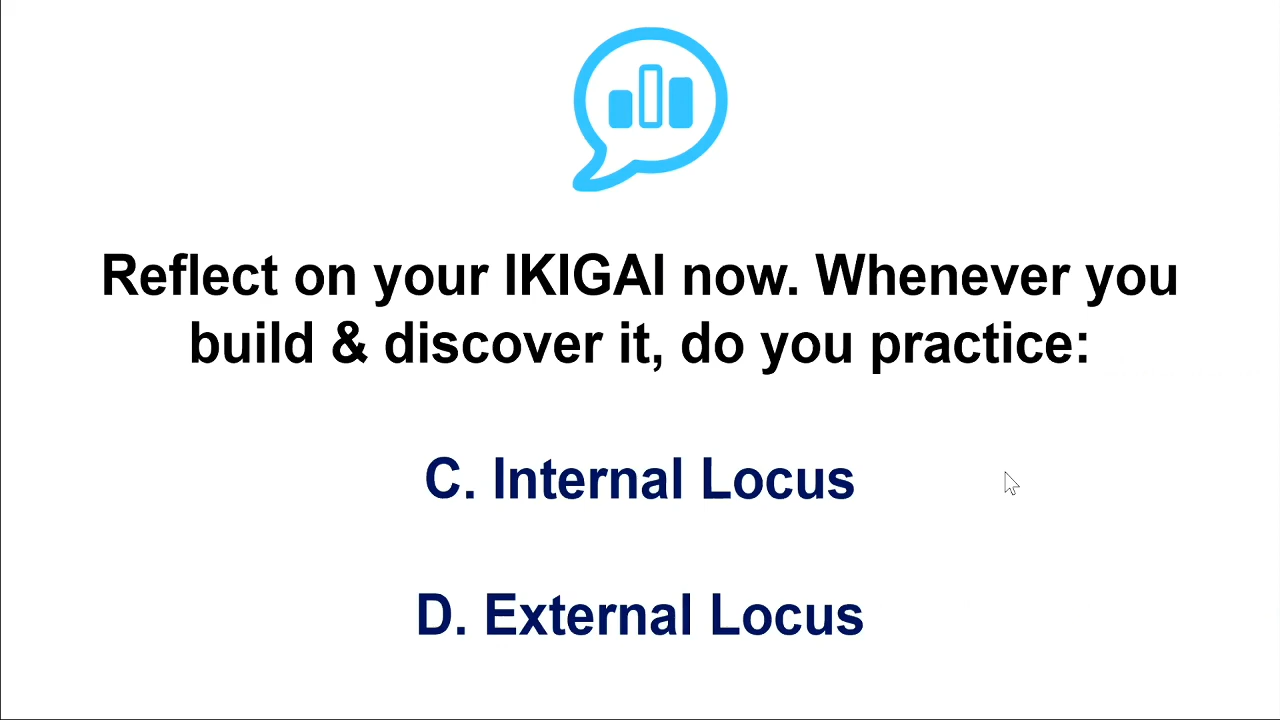 Reflect on your IKIGAI now. Whenever you
build & discover it, do you practice:
C. Internal Locus
D. External Locus